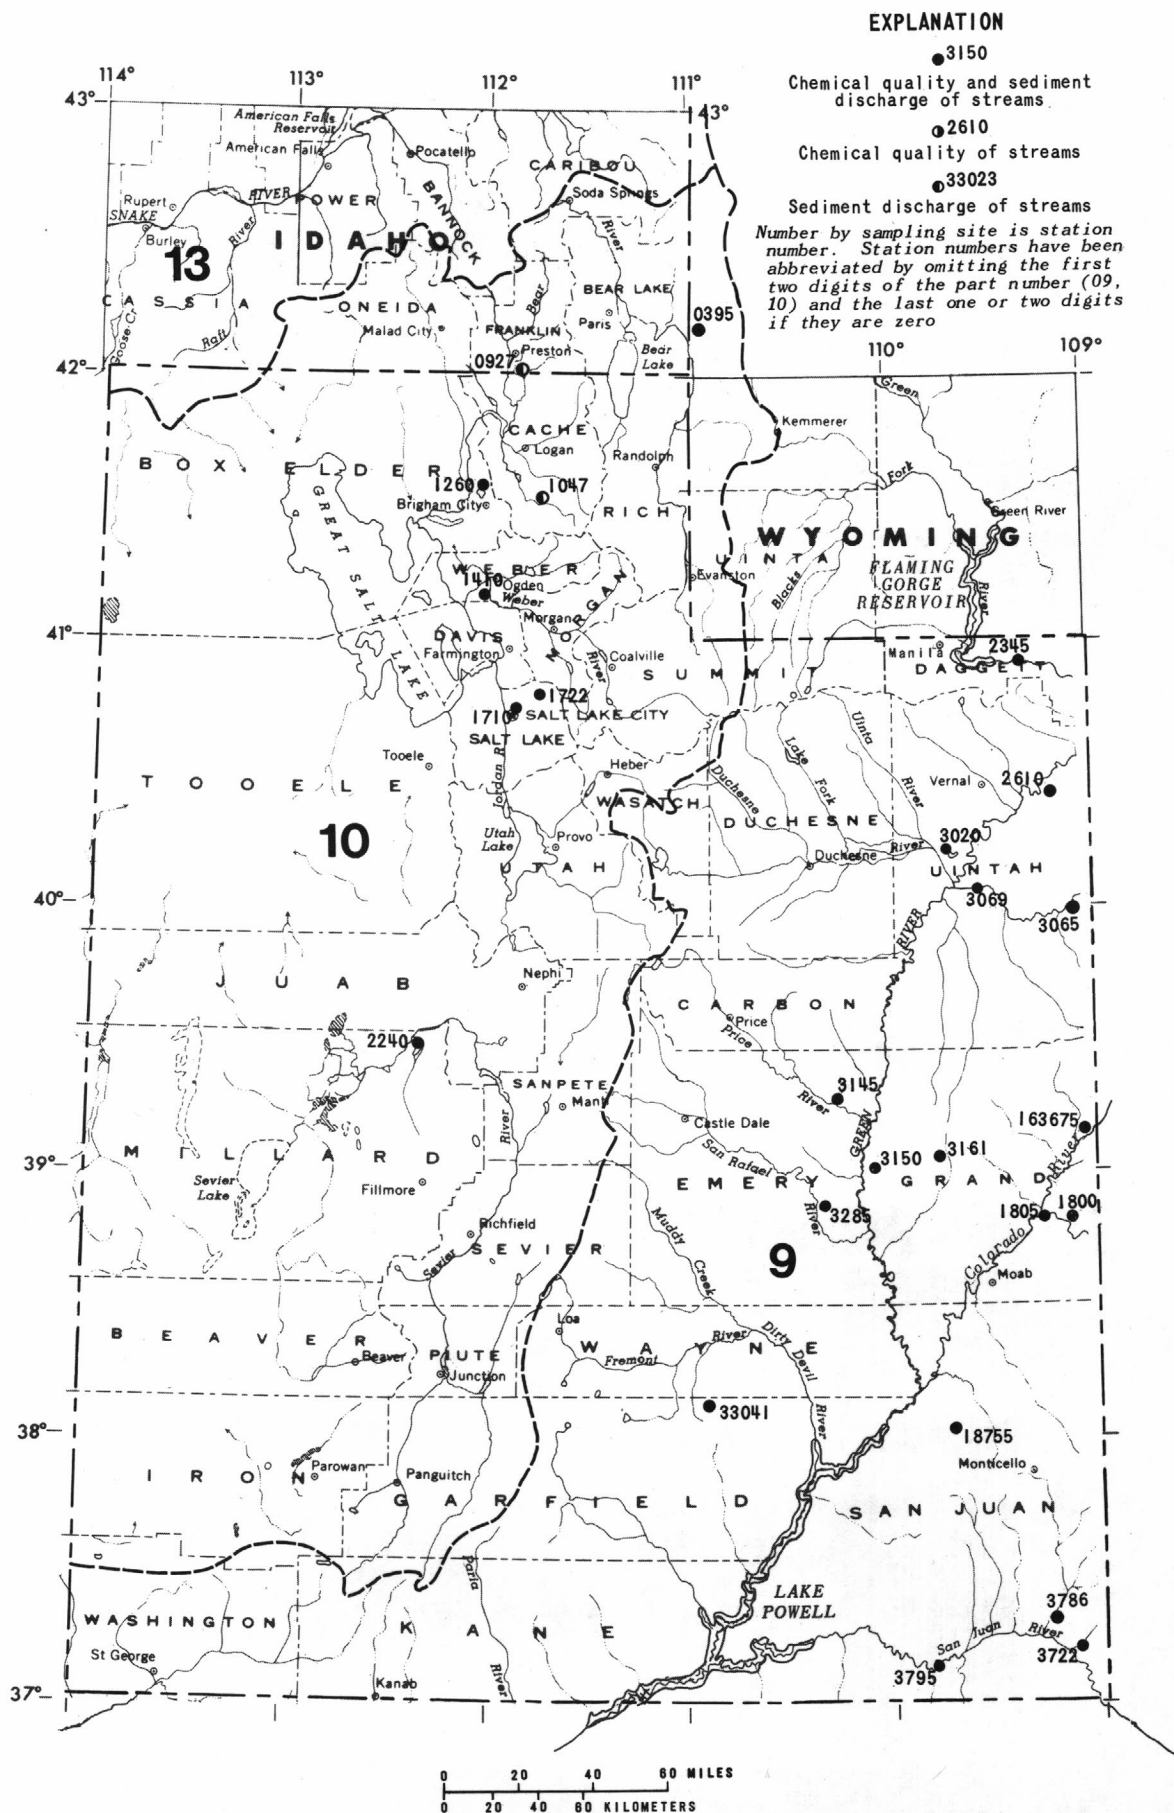 EXPLANATION
3150
Chemical quality and sediment
discharge of streams
2610
Chemical quality of streams
33023
Sediment discharge of streams
Number by sampling site is station
number. Station numbers have been
abbreviated by omitting the first
two digits of the part number (09,
10) and the last one or two digits
if they are zero
114° 113° 112° 111°
43° 43°
American Falls
Reservoir
American Falls
Pocatello
CARIBOU
Soda Springs
Rupert
SNAKE
RIVER
POWER
BANNOCK
Burley
River
IDAHO
13
River
CASSIA
ONEIDA
Bear
BEAR LAKE
Malad City
FRANKLIN
Paris
0395
Goose Cr
Raft
Preston
0927
Bear
Lake
110° 109°
42°
Green
CACHE
Logan
Kemmerer
Randolph
BOX ELDER
1260
1047
Fork
Brigham City
RICH
Green River
GREAT SALT LAKE
WYOMING
UINTA
WEBER
Evanston
FLAMING
GORGE
RESERVOIR
River
1410
Ogden
Weber
Blacks
MORGAN
Morgan
41°
DAVIS
Farmington
River
Coalville
Manila
2345
DAGGETT
SUMMIT
1722
1710
SALT LAKE CITY
SALT LAKE
Uinta
Tooele
Jordan R
Heber
Lake
Fork
River
Vernal
2610
TOOELE
Duchesne
WASATCH
DUCHESNE
10
Utah
Lake
Provo
3020
Duchesne
River
UTAH
UINTAH
3069
40°
3065
RIVER
Nephi
JUAB
CARBON
Price
Price
2240
SANPETE
Manti
3145
River
River
Castle Dale
GREEN
163675
39°
MILLARD
San Rafael
3150
3161
River
Sevier
Lake
Fillmore
EMERY
GRAND
3285
River
1805
1800
Richfield
Muddy
SEVIER
Sevier
9
Colorado
Creek
Moab
Loa
BEAVER
WAYNE
River
Dirty
Devil
Beaver
PIUTE
Fremont
Junction
33041
River
38°
18755
Parowan
Panguitch
Monticello
IRON
GARFIELD
SAN JUAN
Paria
LAKE
POWELL
3786
WASHINGTON
KANE
San Juan
River
St George
3722
3795
River
Kanab
37°
0 20 40 60 MILES
0 20 40 60 KILOMETERS